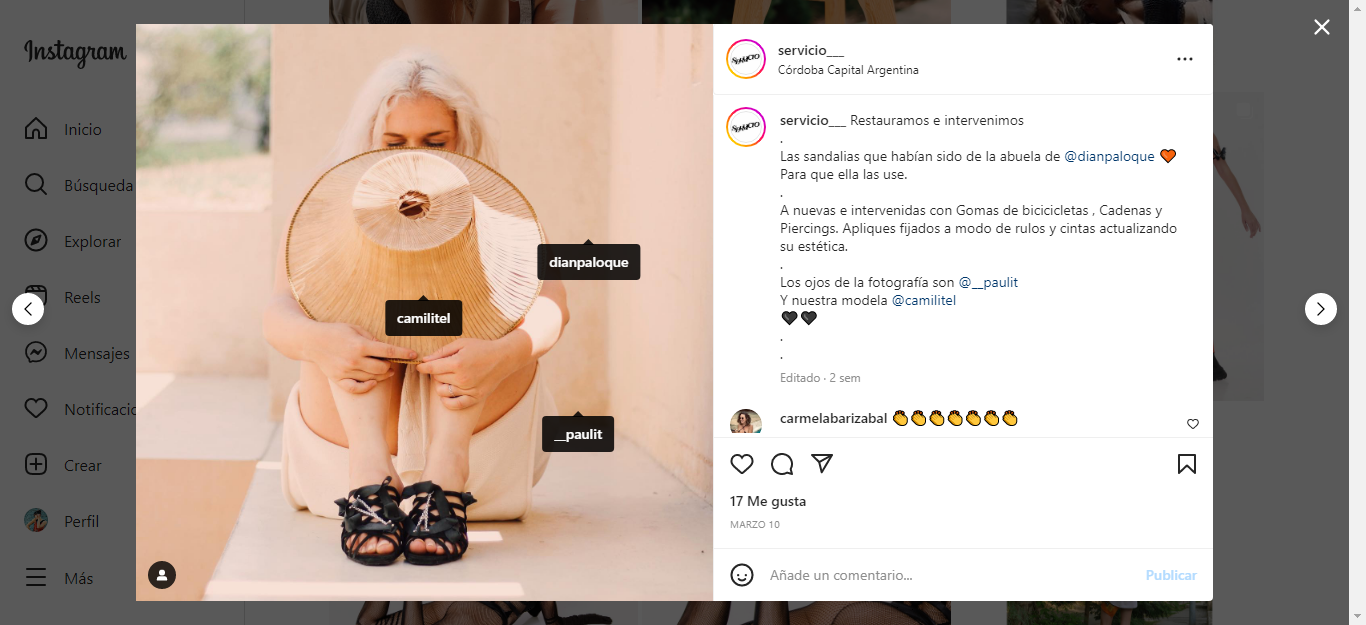 Instagram
Inicio
Búsqueda
Explorar
Reels
Mensajes
Notificacio
Crear
Perfil
Más
dianpaloque
camilitel
__paulit
servicio___
Córdoba Capital Argentina
servicio___ Restauramos e intervenimos
.
Las sandalias que habían sido de la abuela de @dianpaloque 🧡
Para que ella las use.
.
A nuevas e intervenidas con Gomas de bicicicletas , Cadenas y
Piercings. Apliques fijados a modo de rulos y cintas actualizando
su estética.
.
Los ojos de la fotografía son @__paulit
Y nuestra modela @camilitel
🖤🖤
.
.
Editado · 2 sem
carmelabarizabal 👏👏👏👏👏👏👏
17 Me gusta
MARZO 10
Añade un comentario...
Publicar